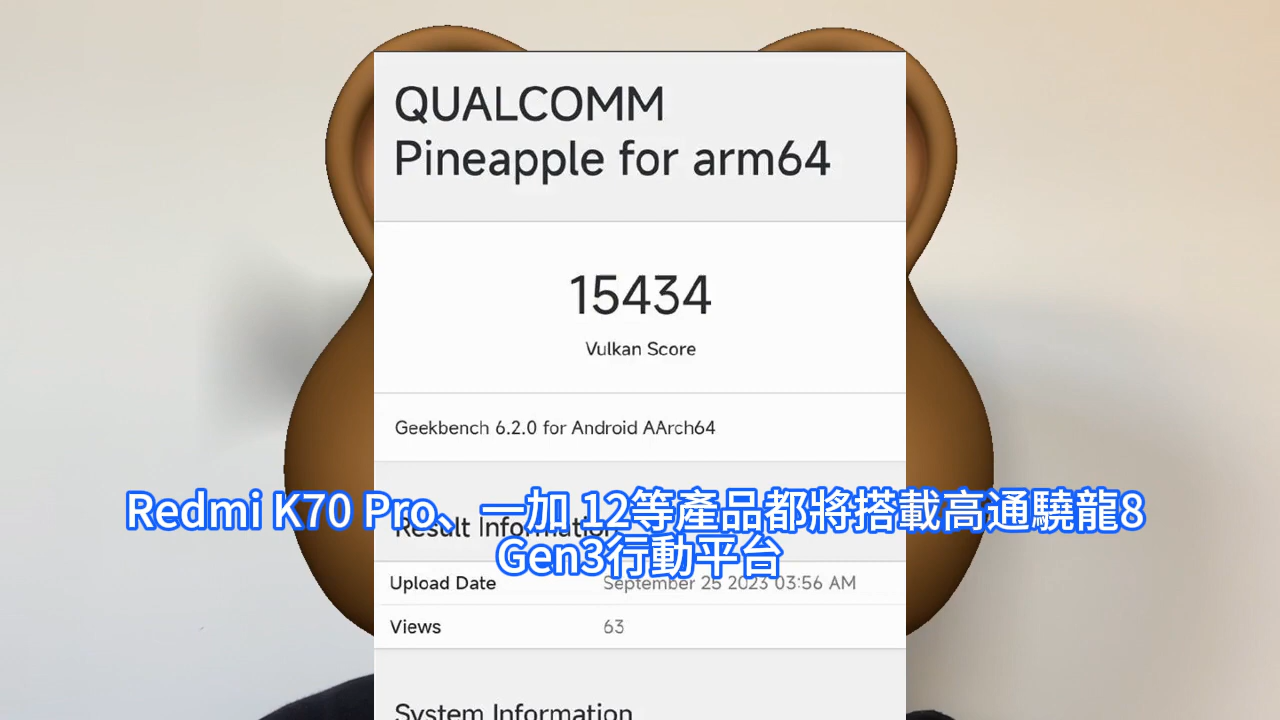 QUALCOMM
Pineapple for arm64
15434
Vulkan Score
Geekbench 6.2.0 for Android AArch64
Redmi K70 Pro、一加 12等產品都將搭載高通驍龍8
Gen3行動平台
Result Information
Upload Date September 25 2023 03:56 AM
Views 63
System Information